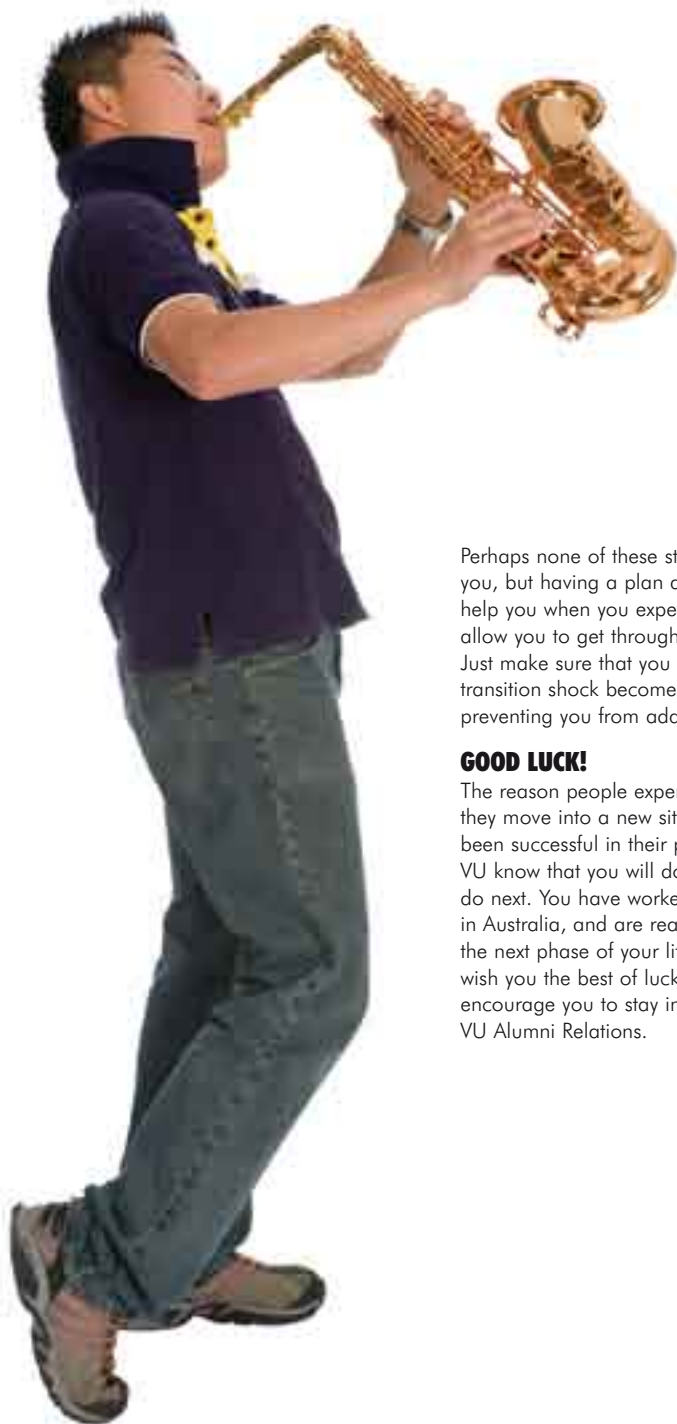 Perhaps none of these st
you, but having a plan a
help you when you expe
allow you to get through
Just make sure that you
transition shock become
preventing you from ada
GOOD LUCK!
The reason people exper
they move into a new sit
been successful in their p
VU know that you will do
do next. You have worke
in Australia, and are rea
the next phase of your lif
wish you the best of luck
encourage you to stay in
VU Alumni Relations.